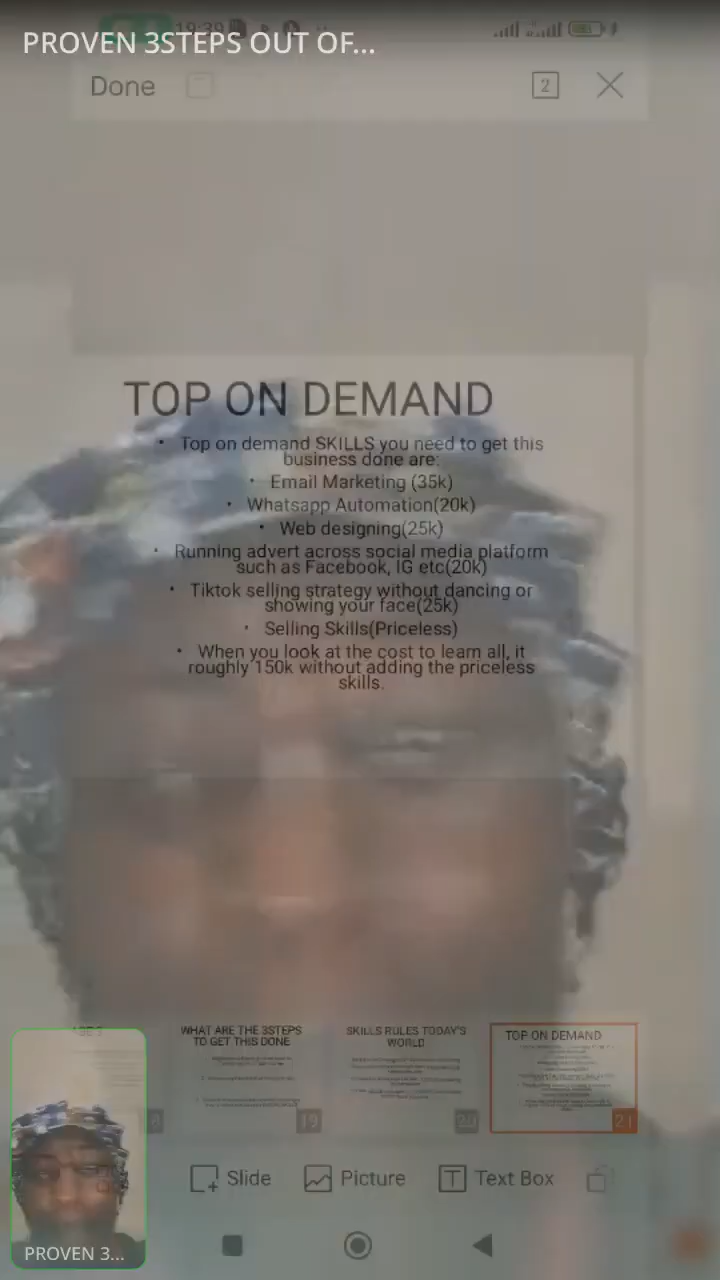 19:39
PROVEN 3STEPS OUT OF...
Done
2
TOP ON DEMAND
• Top on demand SKILLS you need to get this
business done are:
• Email Marketing (35k)
• Whatsapp Automation(20k)
• Web designing(25k)
• Running advert across social media platform
such as Facebook, IG etc(20k)
• Tiktok selling strategy without dancing or
showing your face(25k)
• Selling Skills(Priceless)
• When you look at the cost to learn all, it
roughly 150k without adding the priceless
skills.
WHAT ARE THE 3STEPS
TO GET THIS DONE
19
SKILLS RULES TODAY'S
WORLD
20
TOP ON DEMAND
21
Slide
Picture
Text Box
PROVEN 3...